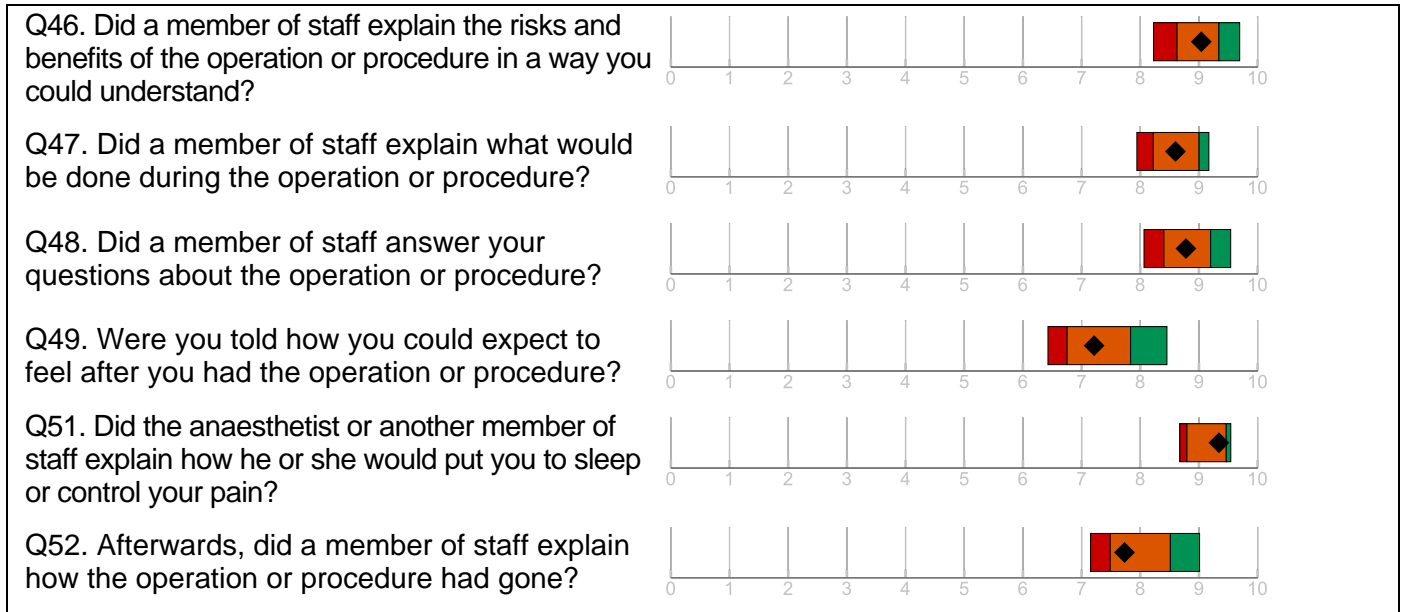 Q46. Did a member of staff explain the risks and
benefits of the operation or procedure in a way you
could understand?
0 1 2 3 4 5 6 7 8 9 10
Q47. Did a member of staff explain what would
be done during the operation or procedure?
0 1 2 3 4 5 6 7 8 9 10
Q48. Did a member of staff answer your
questions about the operation or procedure?
0 1 2 3 4 5 6 7 8 9 10
Q49. Were you told how you could expect to
feel after you had the operation or procedure?
0 1 2 3 4 5 6 7 8 9 10
Q51. Did the anaesthetist or another member of
staff explain how he or she would put you to sleep
or control your pain?
0 1 2 3 4 5 6 7 8 9 10
Q52. Afterwards, did a member of staff explain
how the operation or procedure had gone?
0 1 2 3 4 5 6 7 8 9 10